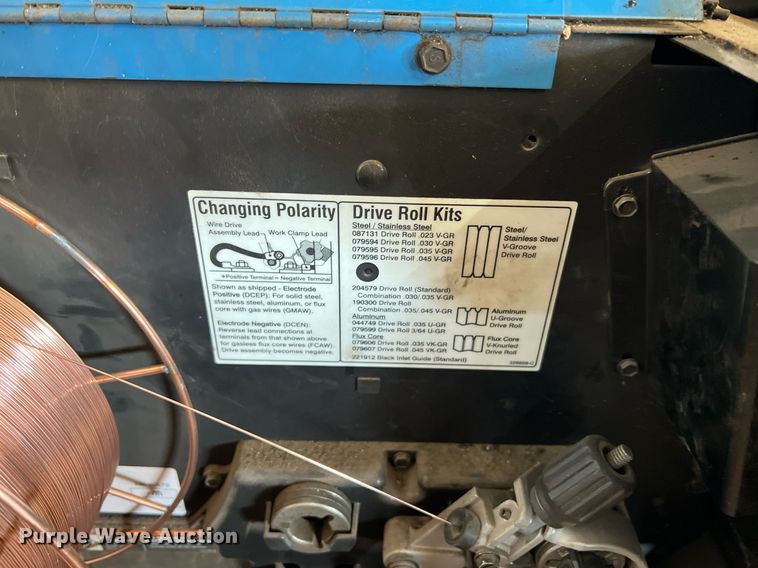 Changing Polarity
Wire Drive
Assembly Lead
Work Clamp Lead
+Positive Terminal – Negative Terminal
Shown as shipped - Electrode
Positive (DCEP): For solid steel,
stainless steel, aluminum, or flux
core with gas wires (GMAW).
Electrode Negative (DCEN):
Reverse lead connections at
terminals from that shown above
for gasless flux core wires (FCAW).
Drive assembly becomes negative.
Drive Roll Kits
Steel / Stainless Steel
087131 Drive Roll .023 V-GR
079594 Drive Roll .030 V-GR
079595 Drive Roll .035 V-GR
079596 Drive Roll .045 V-GR
204579 Drive Roll (Standard)
Combination .030/.035 V-GR
190300 Drive Roll
Combination .035/.045 V-GR
Aluminum
044749 Drive Roll .035 U-GR
079599 Drive Roll 3/64 U-GR
Flux Core
079606 Drive Roll .035 VK-GR
079607 Drive Roll .045 VK-GR
221912 Black Inlet Guide (Standard)
Steel/
Stainless Steel
V-Groove
Drive Roll
Aluminum
U-Groove
Drive Roll
Flux Core
V-Knurled
Drive Roll
Purple Wave Auction